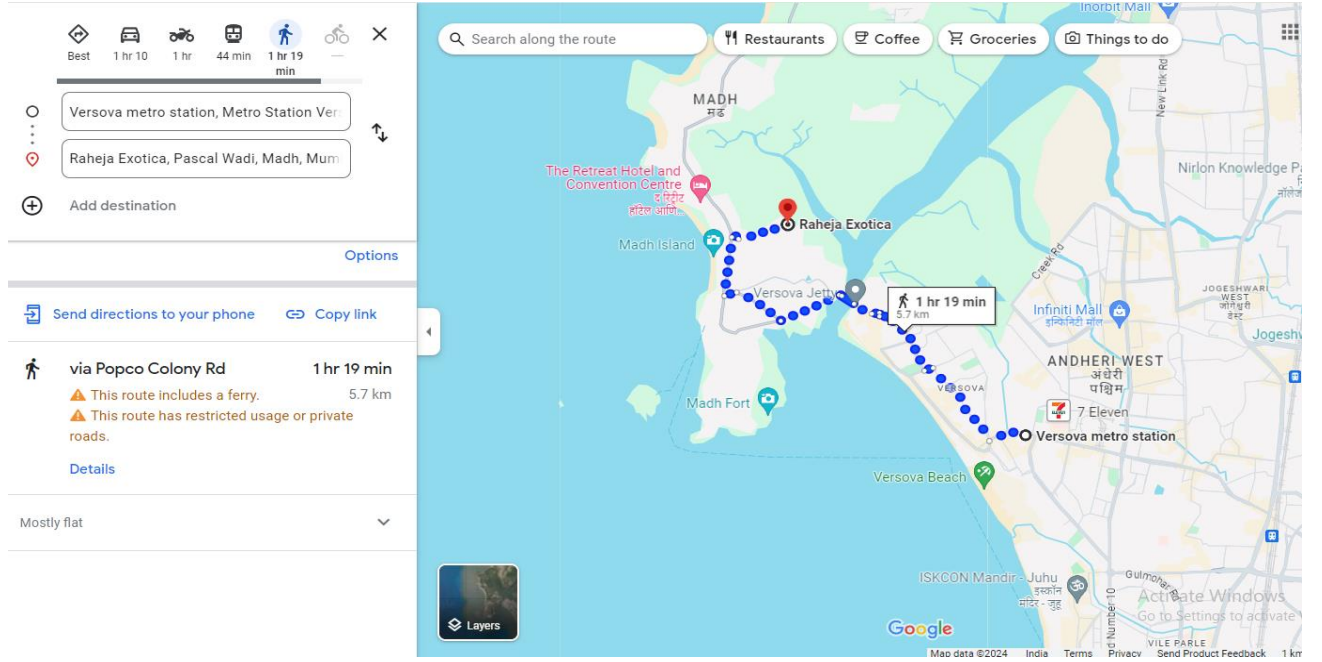 Best
1 hr 10
1 hr
44 min
1 hr 19
min
Versova metro station, Metro Station Ver
Raheja Exotica, Pascal Wadi, Madh, Mum
Add destination
Options
Send directions to your phone
Copy link
via Popco Colony Rd
1 hr 19 min
This route includes a ferry.
5.7 km
This route has restricted usage or private
roads.
Details
Mostly flat
Search along the route
Restaurants
Coffee
Groceries
Things to do
Inorbit Mall
New Link Rd
MADH
मढ
The Retreat Hotel and
Convention Centre
द रिट्रीट
हॉटेल आणि
Nirlon Knowledge P
Raheja Exotica
Madh Island
Creek Rd
Versova Jetty
1 hr 19 min
5.7 km
JOGESHWARI
WEST
जोगेश्वरी
वेस्ट
Infiniti Mall
इन्फिनिटी मॉल
Jogeshw
ANDHERI WEST
अंधेरी
पश्चिम
VERSOVA
Madh Fort
7 Eleven
Versova metro station
Versova Beach
ISKCON Mandir - Juhu
इस्कॉन
मंदिर - जुहू
Gulmohar
Number 10
Activate Windows
Go to Settings to activate
VILE PARLE
Layers
Google
Map data ©2024
India
Terms
Privacy
Send Product Feedback
1 km